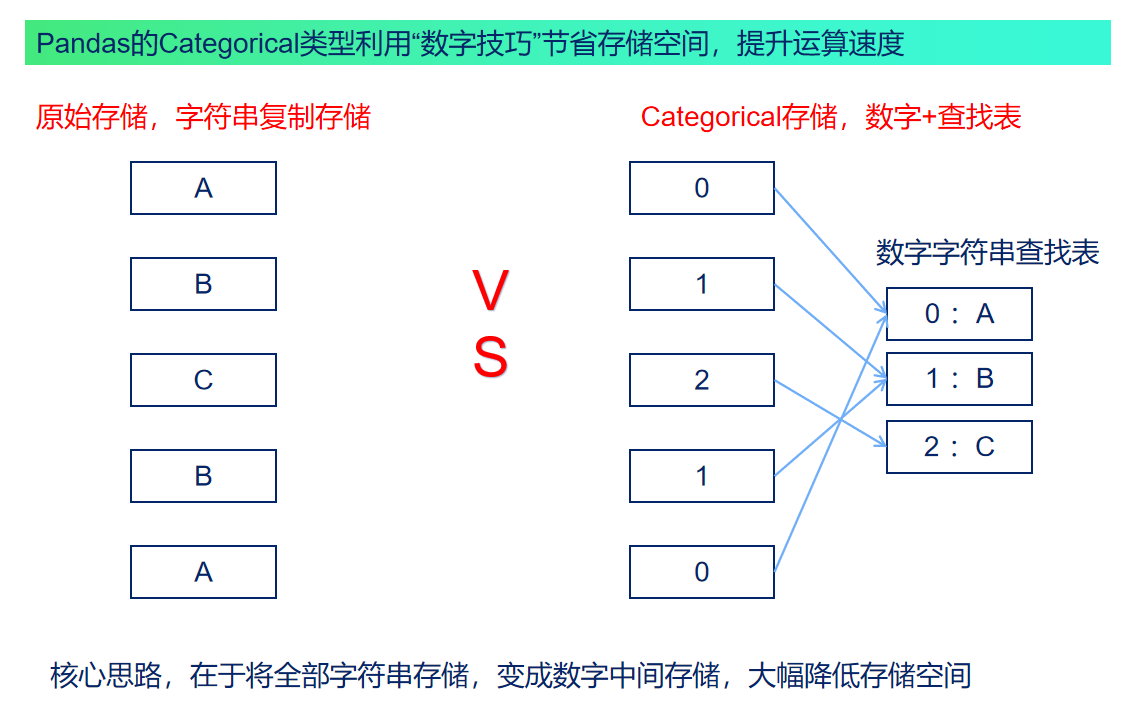 Pandas的Categorical类型利用“数字技巧”节省存储空间，提升运算速度
原始存储，字符串复制存储
Categorical存储，数字+查找表
A
B
C
B
A
V
S
0
1
2
1
0
数字字符串查找表
0：A
1：B
2：C
核心思路，在于将全部字符串存储，变成数字中间存储，大幅降低存储空间